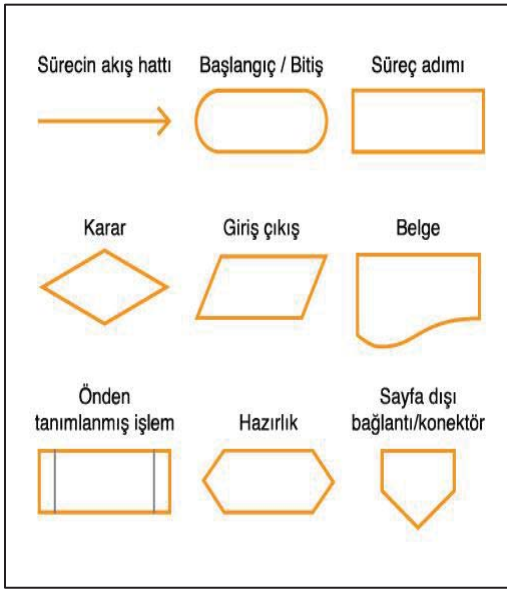 Sürecin akış hattı
Başlangıç / Bitiş
Süreç adımı
Karar
Giriş çıkış
Belge
Önden
tanımlanmış işlem
Hazırlık
Sayfa dışı
bağlantı/konektör